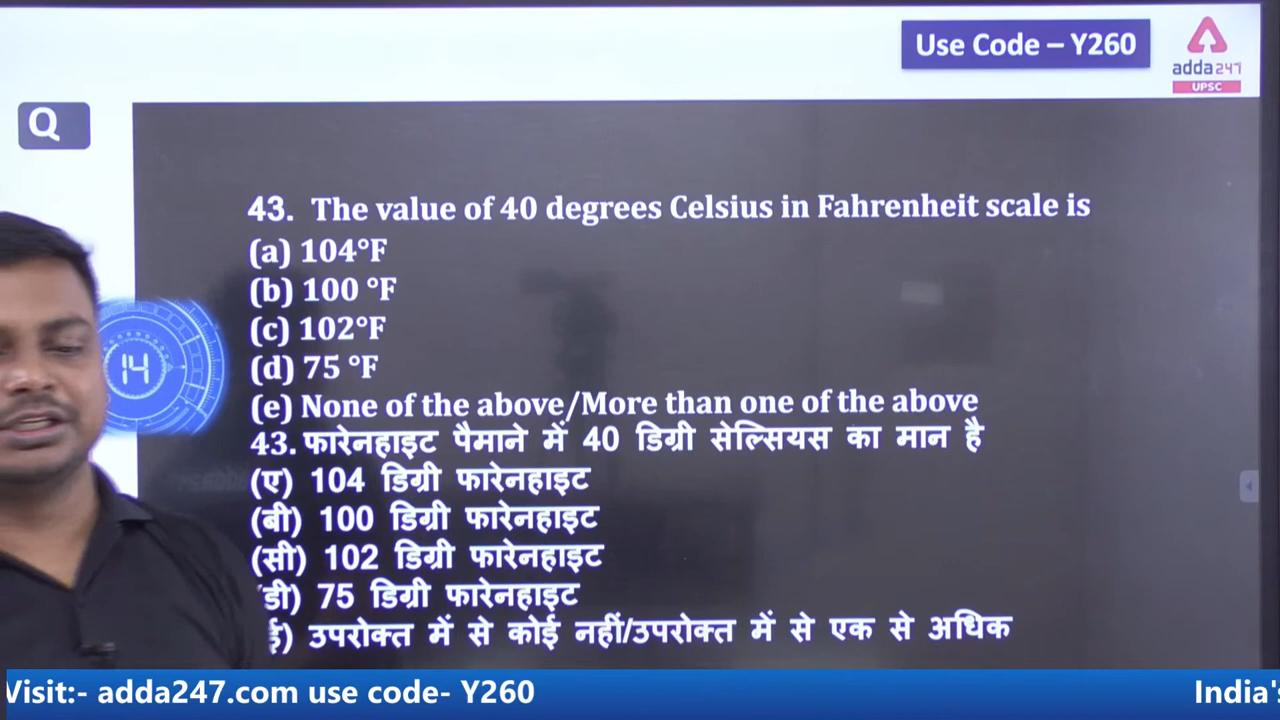 Use Code – Y260
adda247
UPSC
Q
43. The value of 40 degrees Celsius in Fahrenheit scale is
(a) 104°F
(b) 100 °F
(c) 102°F
(d) 75 °F
(e) None of the above/More than one of the above
43. फारेनहाइट पैमाने में 40 डिग्री सेल्सियस का मान है
(ए) 104 डिग्री फारेनहाइट
(बी) 100 डिग्री फारेनहाइट
(सी) 102 डिग्री फारेनहाइट
डी) 75 डिग्री फारेनहाइट
ई) उपरोक्त में से कोई नहीं/उपरोक्त में से एक से अधिक
14
Visit:- adda247.com use code- Y260
India's